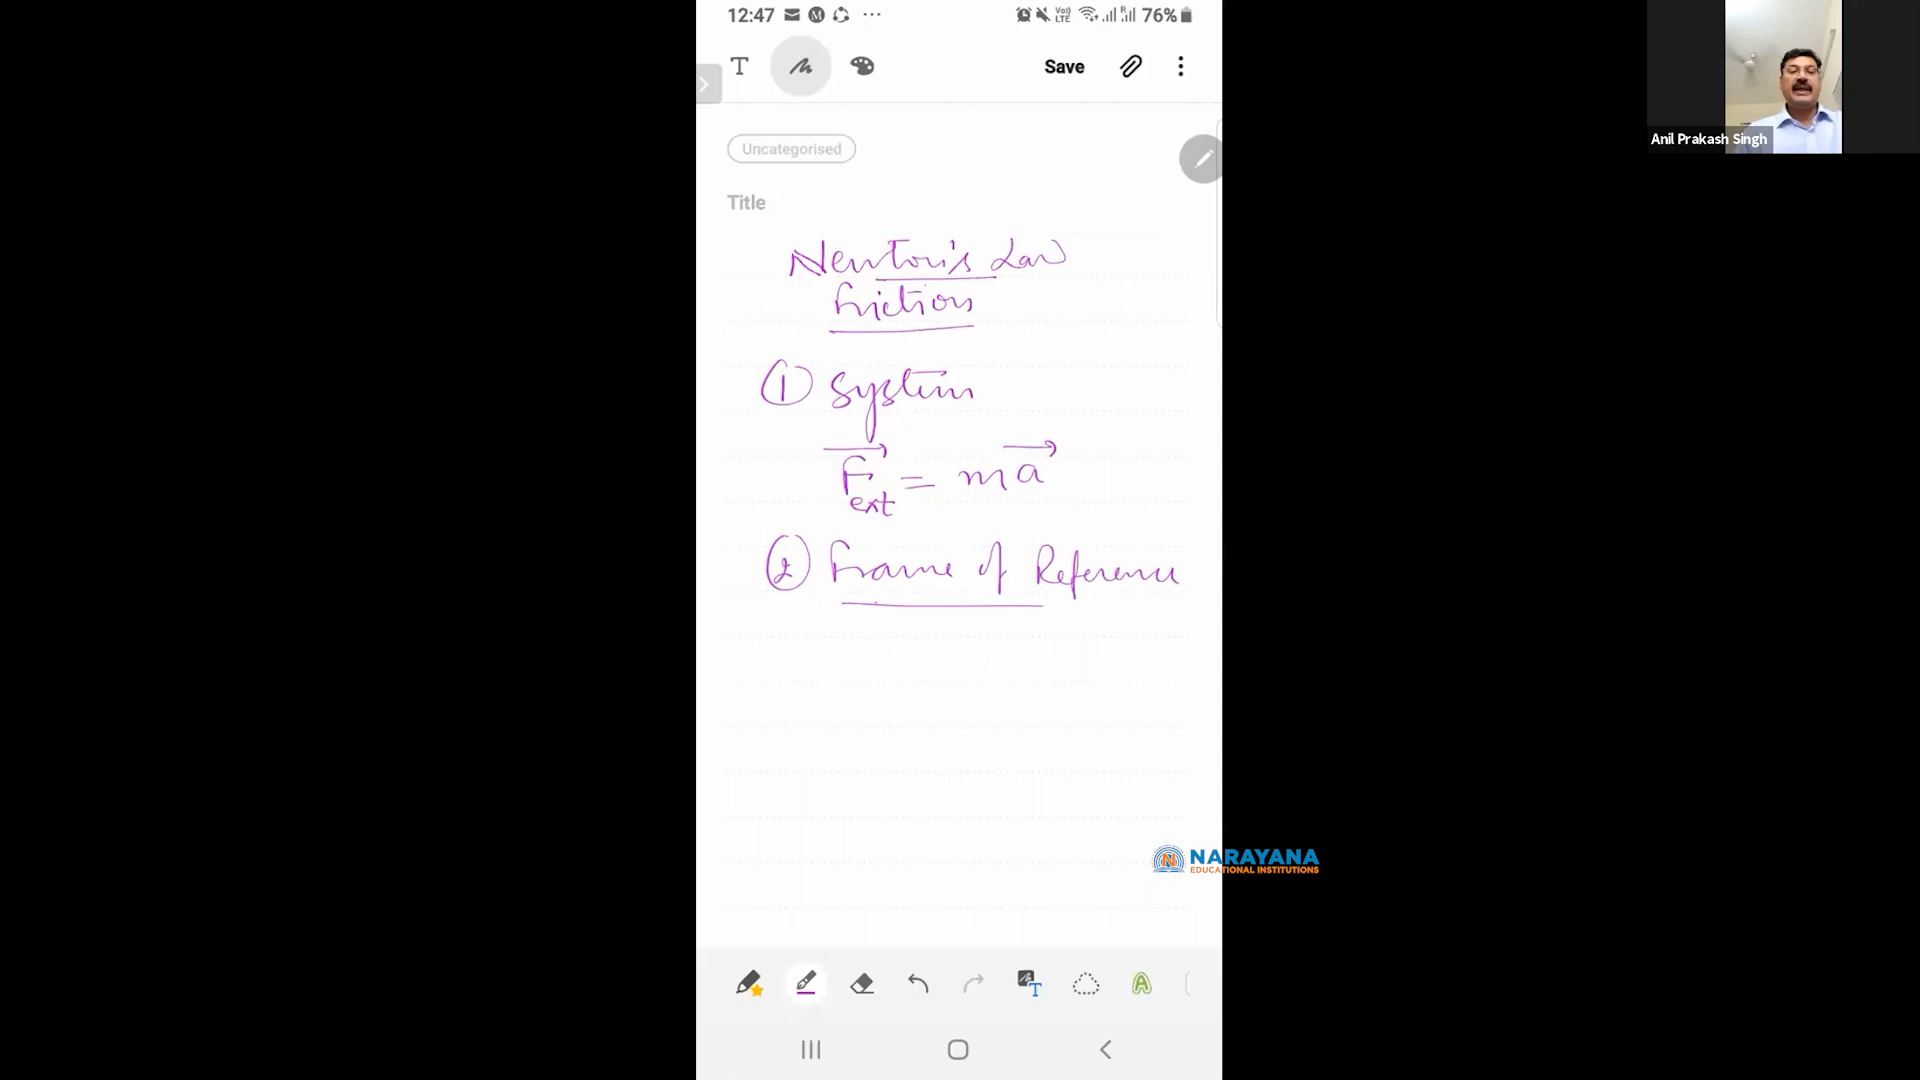 12:47 76%
T Save
Uncategorised
Title
Newton's Law
Friction
① System
F ext = ma
② Frame of Reference
Anil Prakash Singh
NARAYANA
EDUCATIONAL INSTITUTIONS